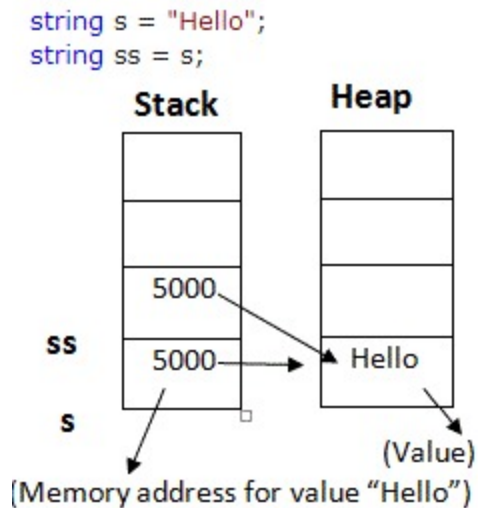 string s = "Hello";
string ss = s;
Stack Heap
5000
ss
5000 Hello
s
(Value)
(Memory address for value “Hello”)